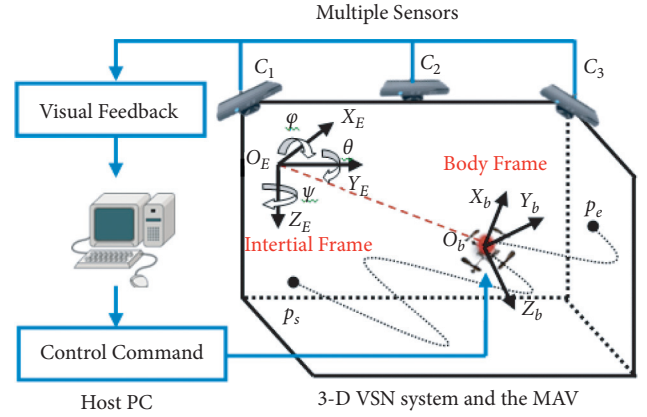 Multiple Sensors
C1
C2
C3
Visual Feedback
φ
XE
OE
θ
YE
ψ
ZE
Intertial Frame
Body Frame
Xb
Yb
Ob
Zb
pe
ps
Control Command
Host PC
3-D VSN system and the MAV